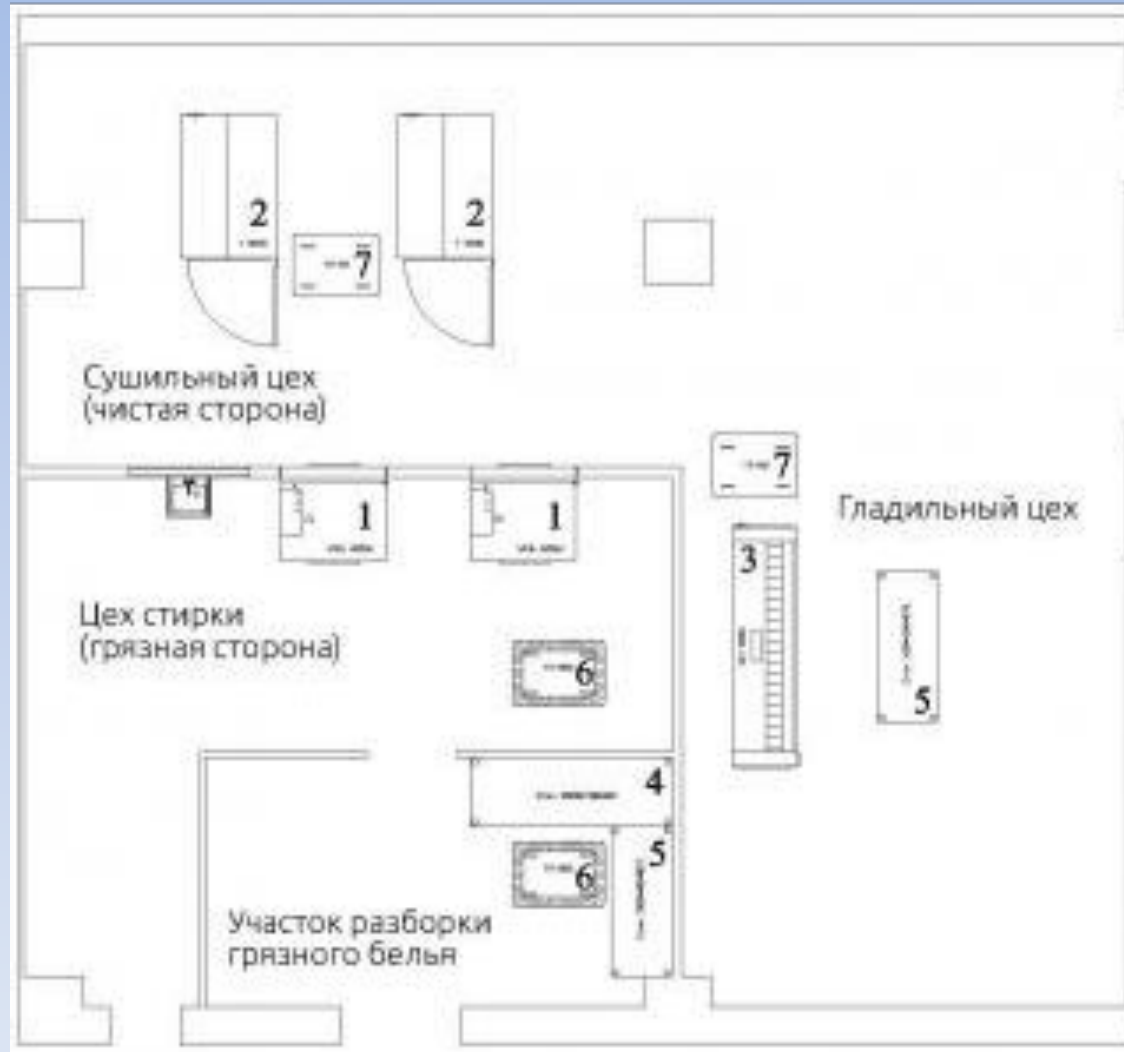 2
2
7
Сушильный цех
(чистая сторона)
7
1
1
Гладильный цех
3
Цех стирки
(грязная сторона)
6
5
4
5
6
Участок разборки
грязного белья